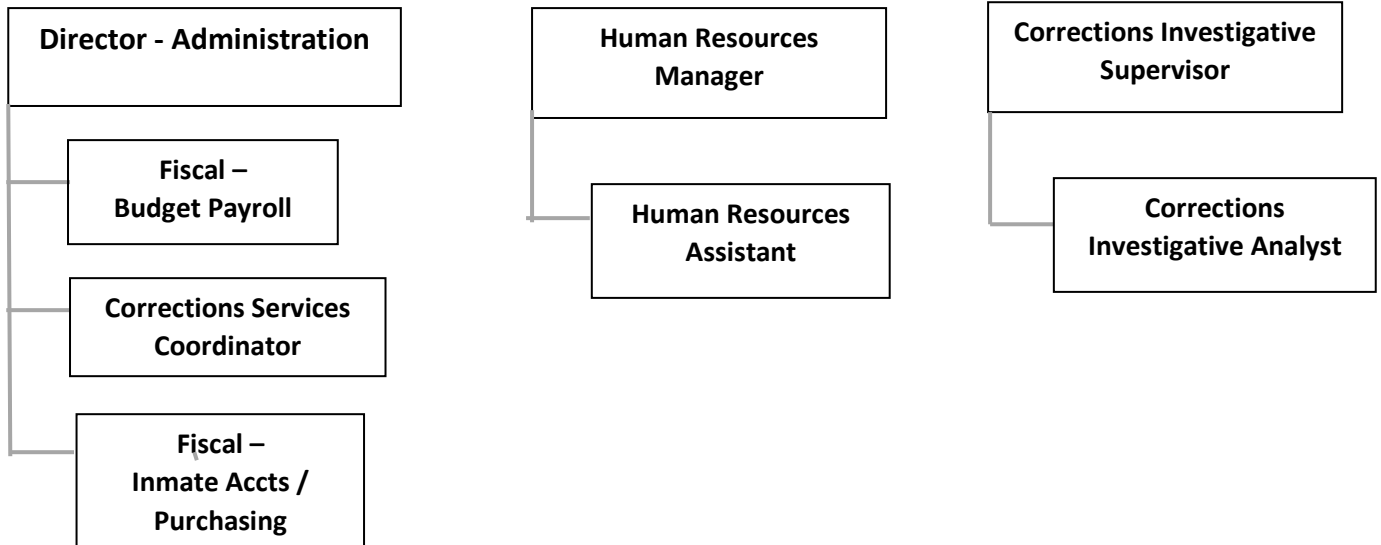 Director - Administration
Fiscal –
Budget Payroll
Corrections Services
Coordinator
Fiscal –
Inmate Accts /
Purchasing
Human Resources
Manager
Human Resources
Assistant
Corrections Investigative
Supervisor
Corrections
Investigative Analyst